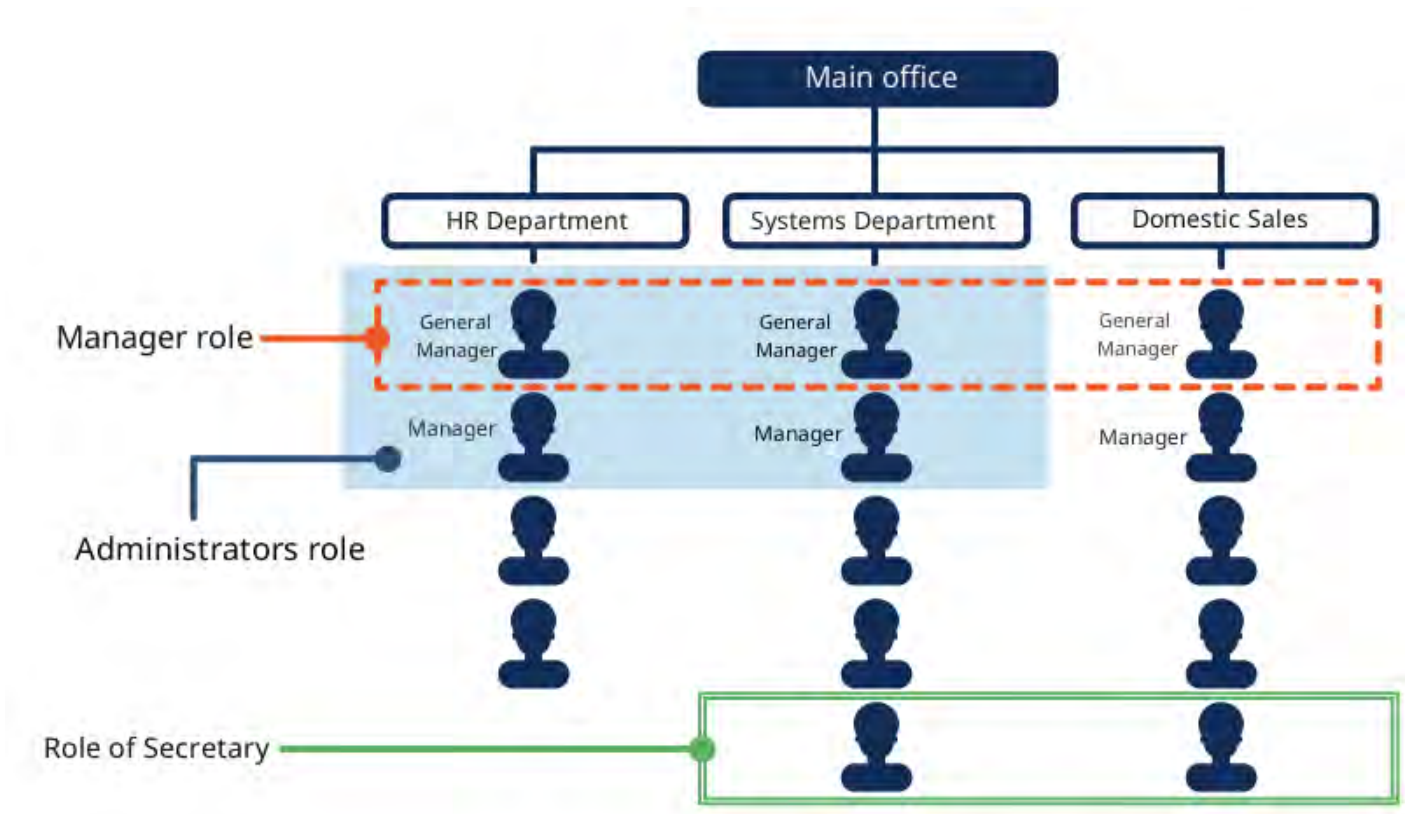 Main office
HR Department
Systems Department
Domestic Sales
Manager role
General
Manager
General
Manager
General
Manager
Manager
Manager
Manager
Administrators role
Role of Secretary